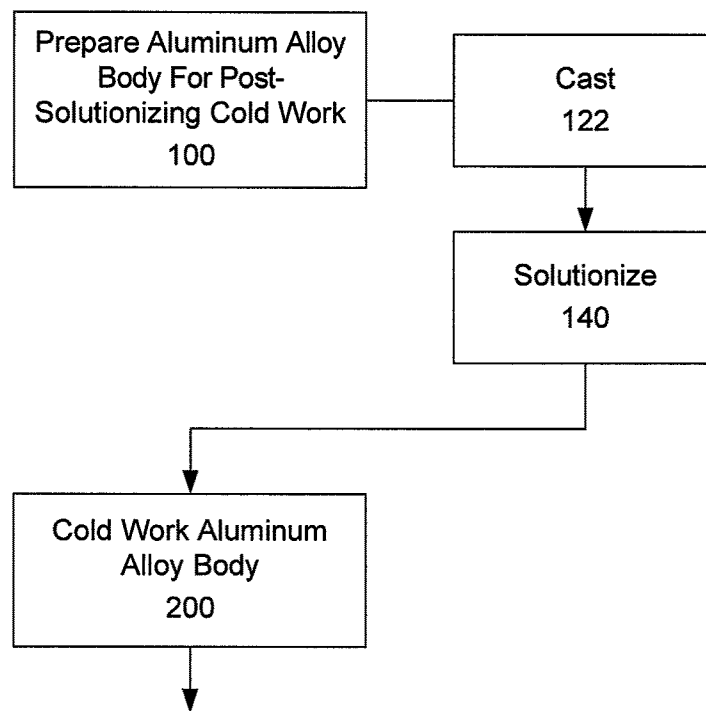 Prepare Aluminum Alloy
Body For Post-
Solutionizing Cold Work
100
Cast
122
Solutionize
140
Cold Work Aluminum
Alloy Body
200